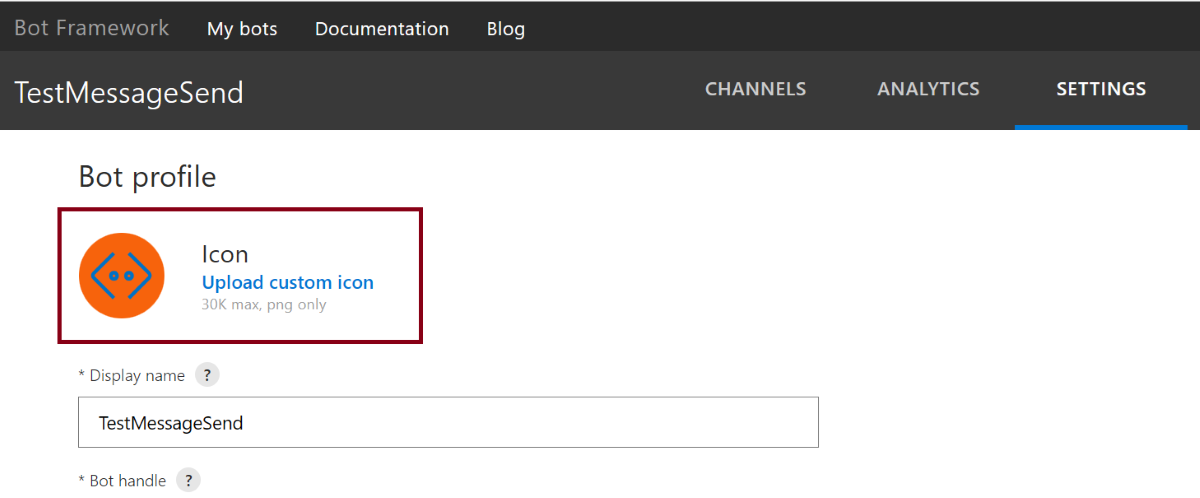 Bot Framework My bots Documentation Blog
TestMessageSend CHANNELS ANALYTICS SETTINGS
Bot profile
Icon
Upload custom icon
30K max, png only
* Display name ?
TestMessageSend
* Bot handle ?